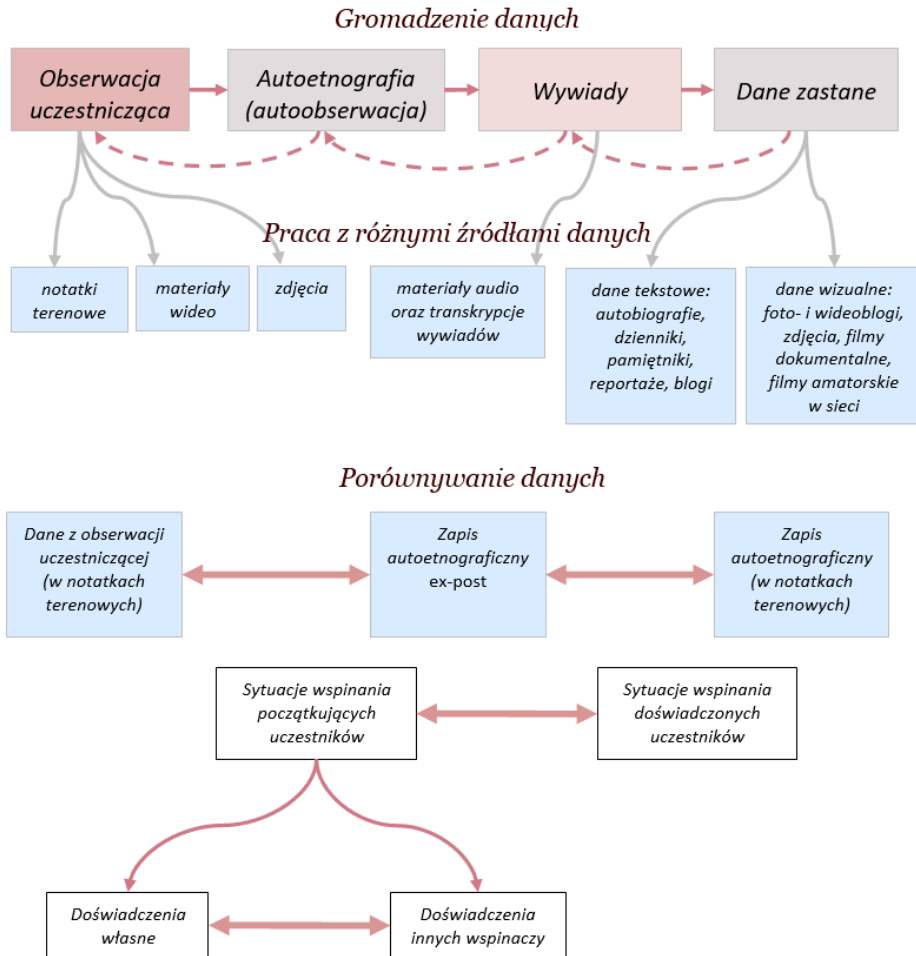 Gromadzenie danych
Obserwacja
uczestnicząca
Autoetnografia
(autoobserwacja)
Wywiady
Dane zastane
Praca z różnymi źródłami danych
notatki
terenowe
materiały
wideo
zdjęcia
materiały audio
oraz transkrypcje
wywiadów
dane tekstowe:
autobiografie,
dzienniki,
pamiętniki,
reportaże, blogi
dane wizualne:
foto- i wideoblogi,
zdjęcia, filmy
dokumentalne,
filmy amatorskie
w sieci
Porównywanie danych
Dane z obserwacji
uczestniczącej
(w notatkach
terenowych)
Zapis
autoetnograficzny
ex-post
Zapis
autoetnograficzny
(w notatkach
terenowych)
Sytuacje wspinania
początkujących
uczestników
Sytuacje wspinania
doświadczonych
uczestników
Doświadczenia
własne
Doświadczenia
innych wspinaczy